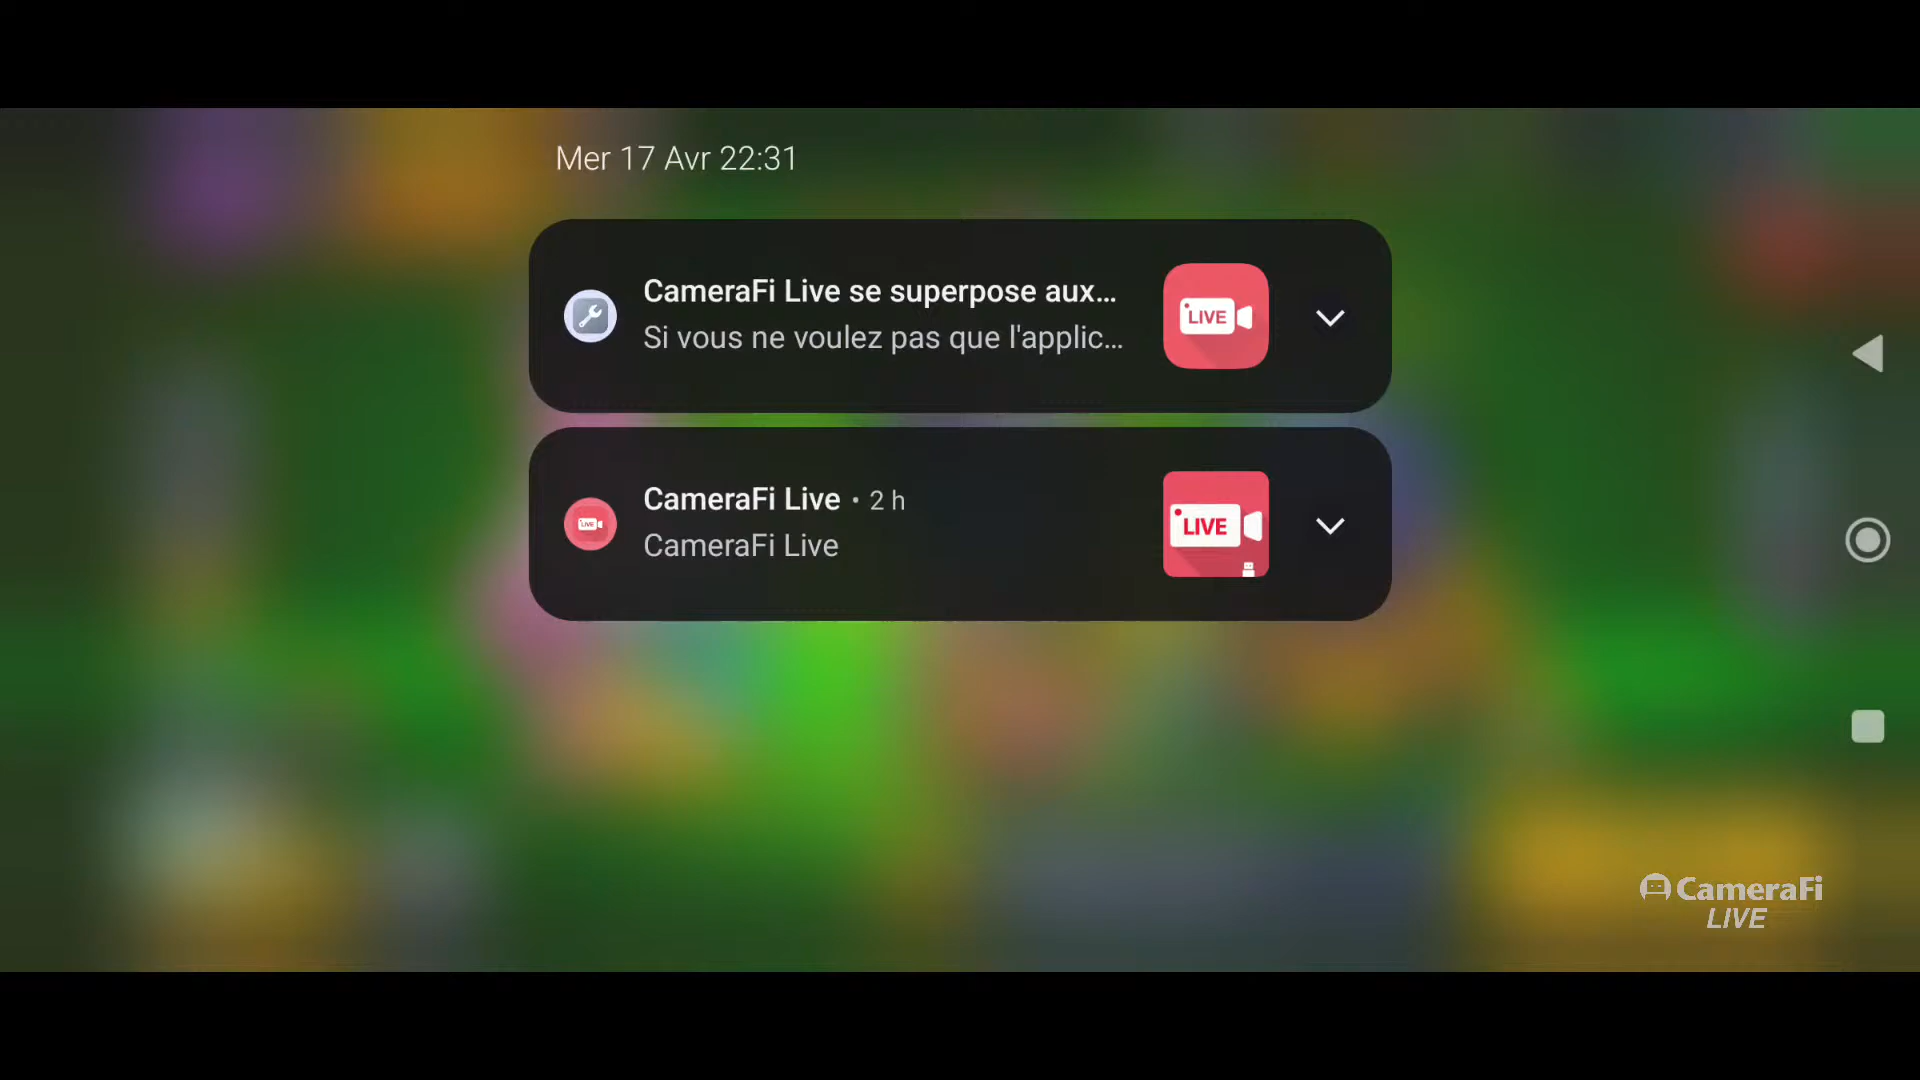 Mer 17 Avr 22:31
CameraFi Live se superpose aux...
Si vous ne voulez pas que l'applic...
LIVE
CameraFi Live • 2 h
CameraFi Live
LIVE
LIVE
CameraFi
LIVE